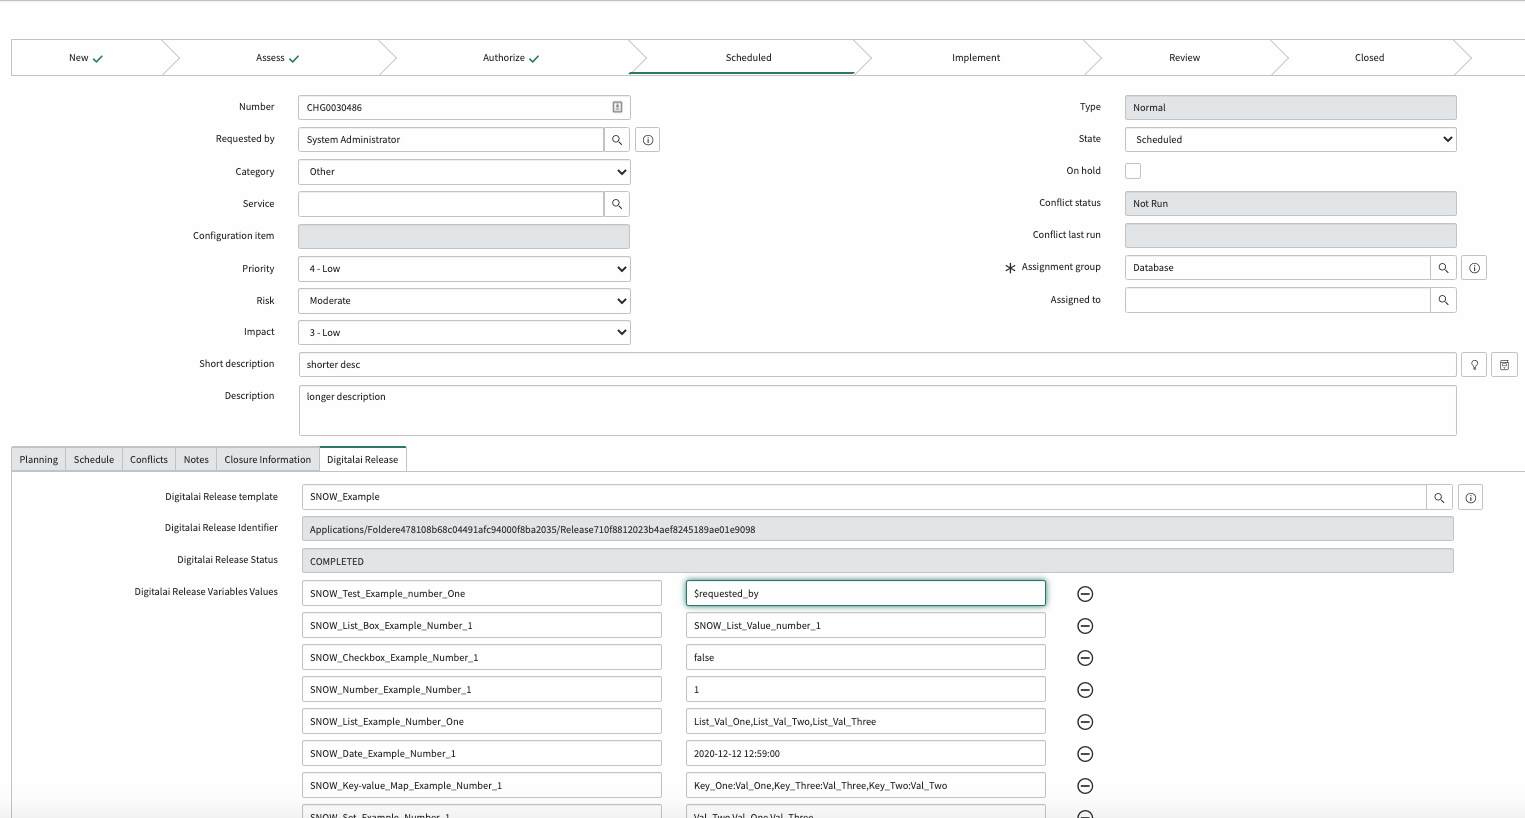 New Assess Authorize Scheduled Implement Review Closed
Number CHG0030486 Type Normal
Requested by System Administrator State Scheduled
Category Other On hold
Service Conflict status Not Run
Configuration item Conflict last run
Priority 4 - Low Assignment group Database
Risk Moderate Assigned to
Impact 3 - Low
Short description shorter desc
Description longer description
Planning Schedule Conflicts Notes Closure Information Digitalai Release
Digitalai Release template SNOW_Example
Digitalai Release Identifier Applications/Foldere478108b68c04491afc94000f8ba2035/Release710f8812023b4aef8245189ae01e9098
Digitalai Release Status COMPLETED
Digitalai Release Variables Values SNOW_Test_Example_number_One $requested_by
SNOW_List_Box_Example_Number_1 SNOW_List_Value_number_1
SNOW_Checkbox_Example_Number_1 false
SNOW_Number_Example_Number_1 1
SNOW_List_Example_Number_One List_Val_One,List_Val_Two,List_Val_Three
SNOW_Date_Example_Number_1 2020-12-12 12:59:00
SNOW_Key-value_Map_Example_Number_1 Key_One:Val_One,Key_Three:Val_Three,Key_Two:Val_Two
SNOW_Set_Example_Number_1 Val_Two,Val_One,Val_Three